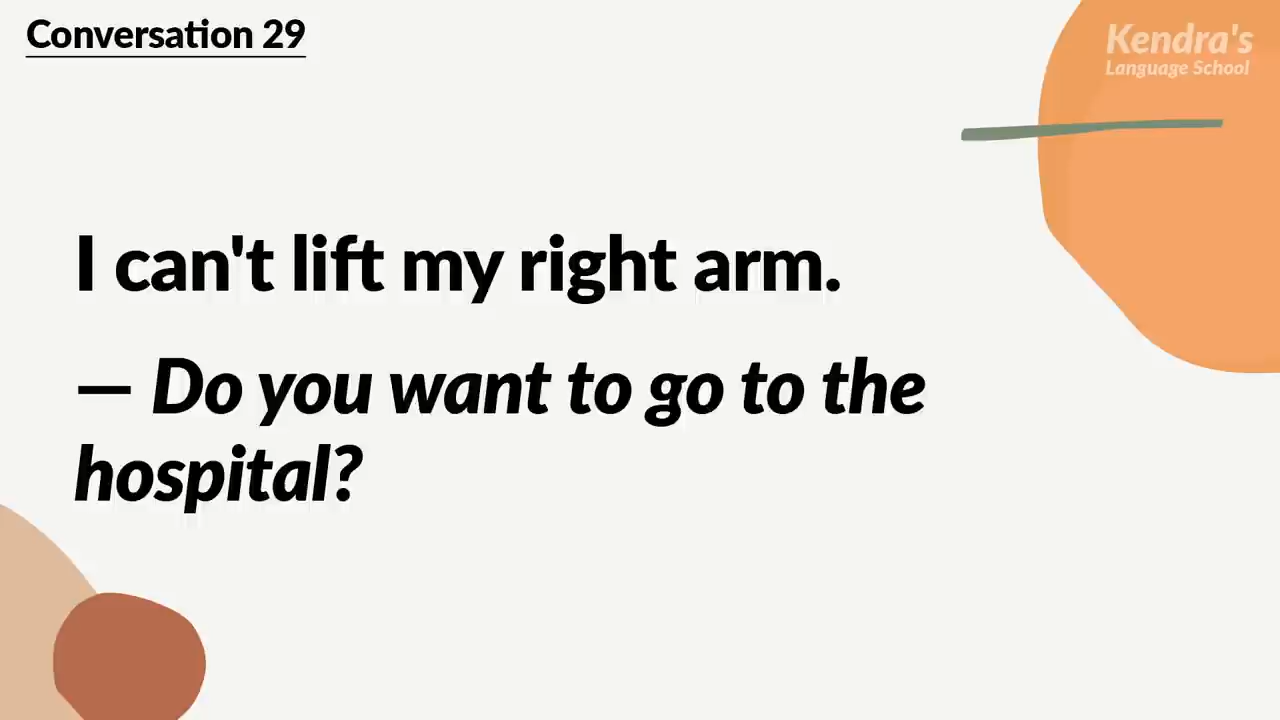 Conversation 29
Kendra's
Language School
I can't lift my right arm.
— Do you want to go to the
hospital?